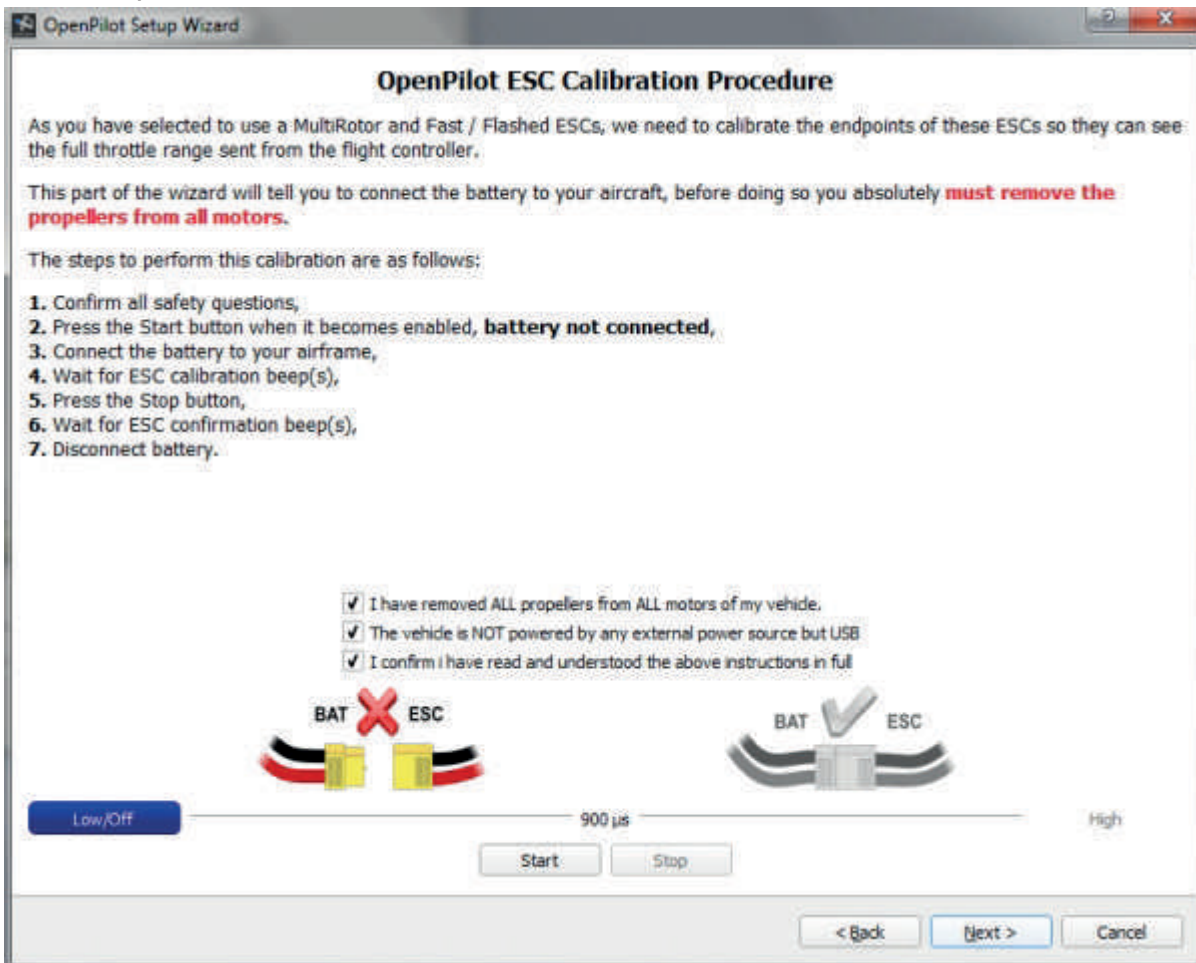 OpenPilot Setup Wizard
OpenPilot ESC Calibration Procedure
As you have selected to use a MultiRotor and Fast / Flashed ESCs, we need to calibrate the endpoints of these ESCs so they can see
the full throttle range sent from the flight controller.
This part of the wizard will tell you to connect the battery to your aircraft, before doing so you absolutely must remove the
propellers from all motors.
The steps to perform this calibration are as follows:
1. Confirm all safety questions,
2. Press the Start button when it becomes enabled, battery not connected,
3. Connect the battery to your airframe,
4. Wait for ESC calibration beep(s),
5. Press the Stop button,
6. Wait for ESC confirmation beep(s),
7. Disconnect battery.
I have removed ALL propellers from ALL motors of my vehicle.
The vehicle is NOT powered by any external power source but USB
I confirm i have read and understood the above instructions in full
BAT ESC BAT ESC
Low/Off 900 µs High
Start Stop
< Back Next > Cancel